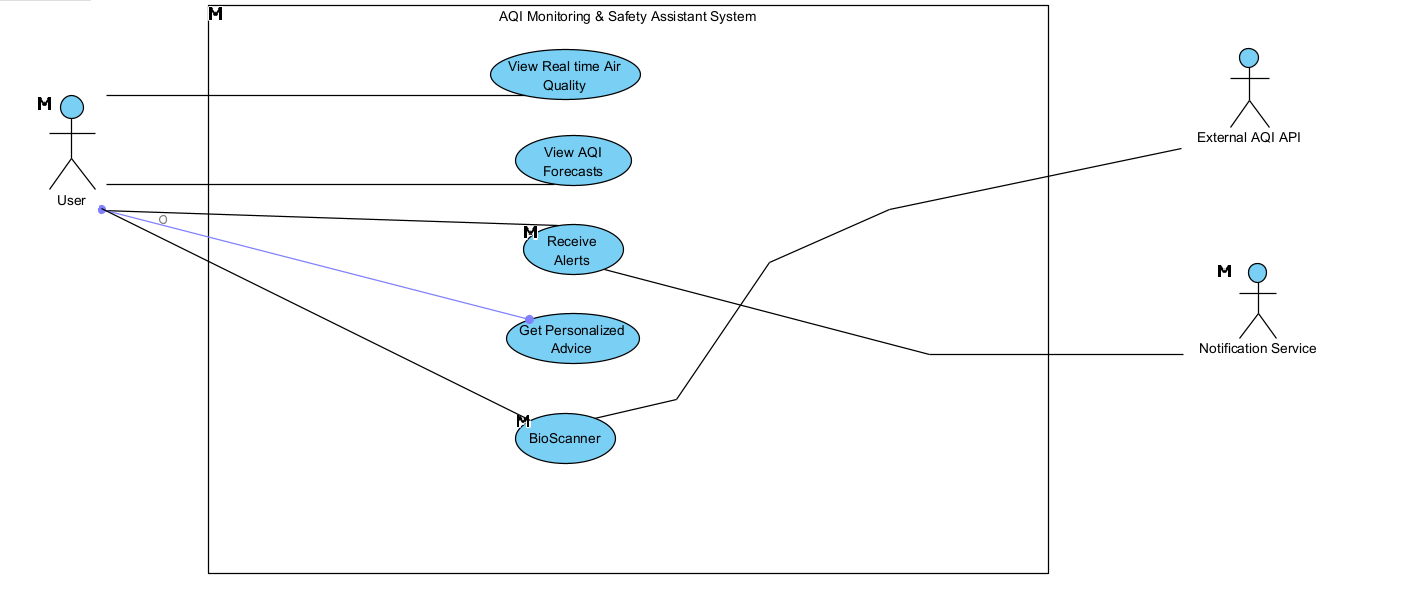 M
AQI Monitoring & Safety Assistant System
View Real time Air
Quality
M
User
View AQI
Forecasts
M
Receive
Alerts
Get Personalized
Advice
M
BioScanner
External AQI API
M
Notification Service